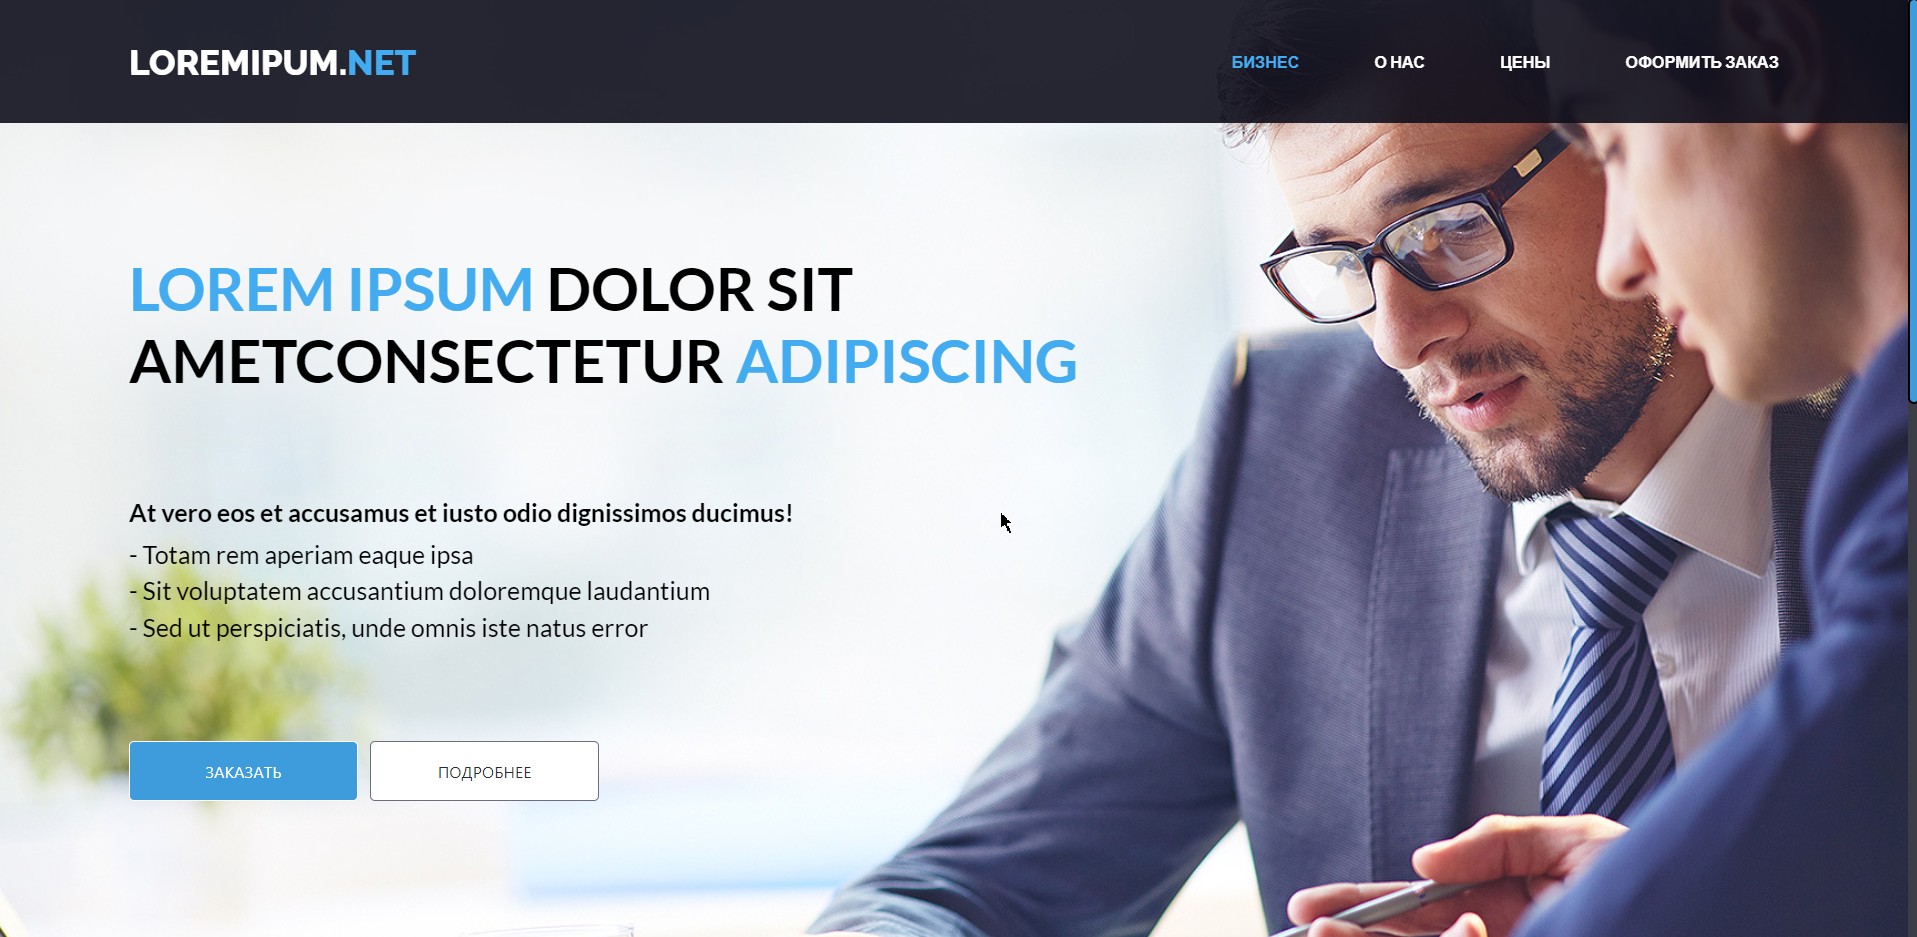 LOREMIPUM.NET
БИЗНЕС
О НАС
ЦЕНЫ
ОФОРМИТЬ ЗАКАЗ
LOREM IPSUM DOLOR SIT
AMETCONSECTETUR ADIPISCING
At vero eos et accusamus et iusto odio dignissimos ducimus!
- Totam rem aperiam eaque ipsa
- Sit voluptatem accusantium doloremque laudantium
- Sed ut perspiciatis, unde omnis iste natus error
ЗАКАЗАТЬ
ПОДРОБНЕЕ